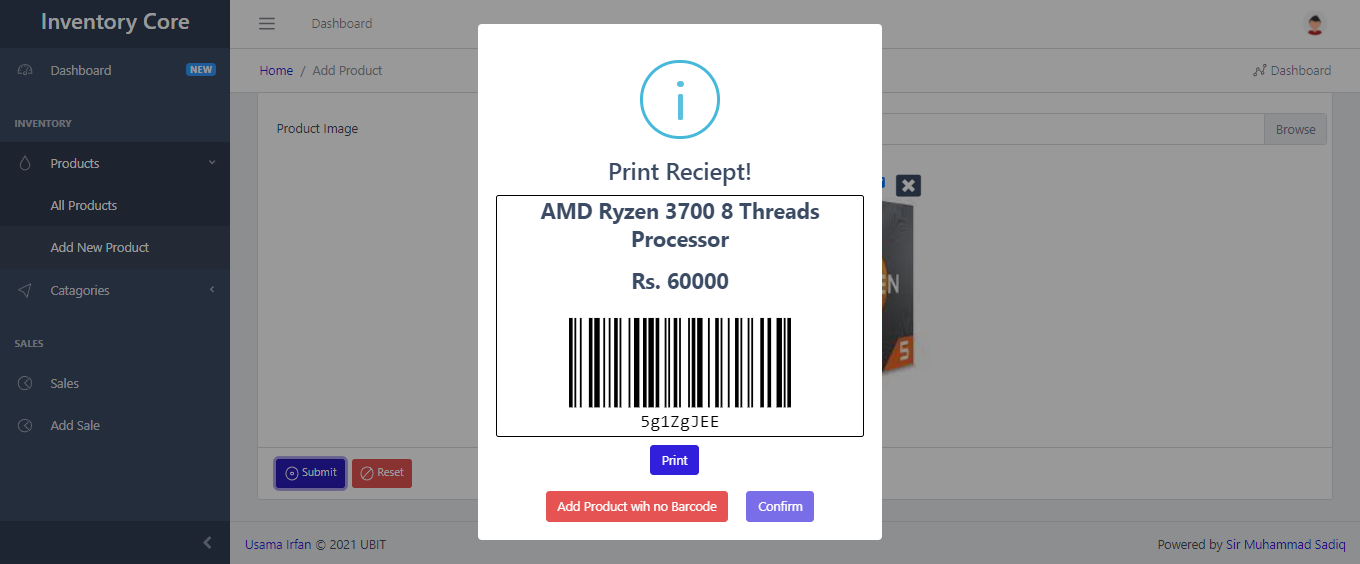 Inventory Core
Dashboard
Dashboard NEW
Home / Add Product
Dashboard
INVENTORY
Product Image
Browse
Products
All Products
Add New Product
Catagories
SALES
Sales
Add Sale
Print Reciept!
AMD Ryzen 3700 8 Threads
Processor
Rs. 60000
5g1ZgJEE
EN
5
Print
Submit
Reset
Add Product wih no Barcode
Confirm
Usama Irfan © 2021 UBIT
Powered by Sir Muhammad Sadiq